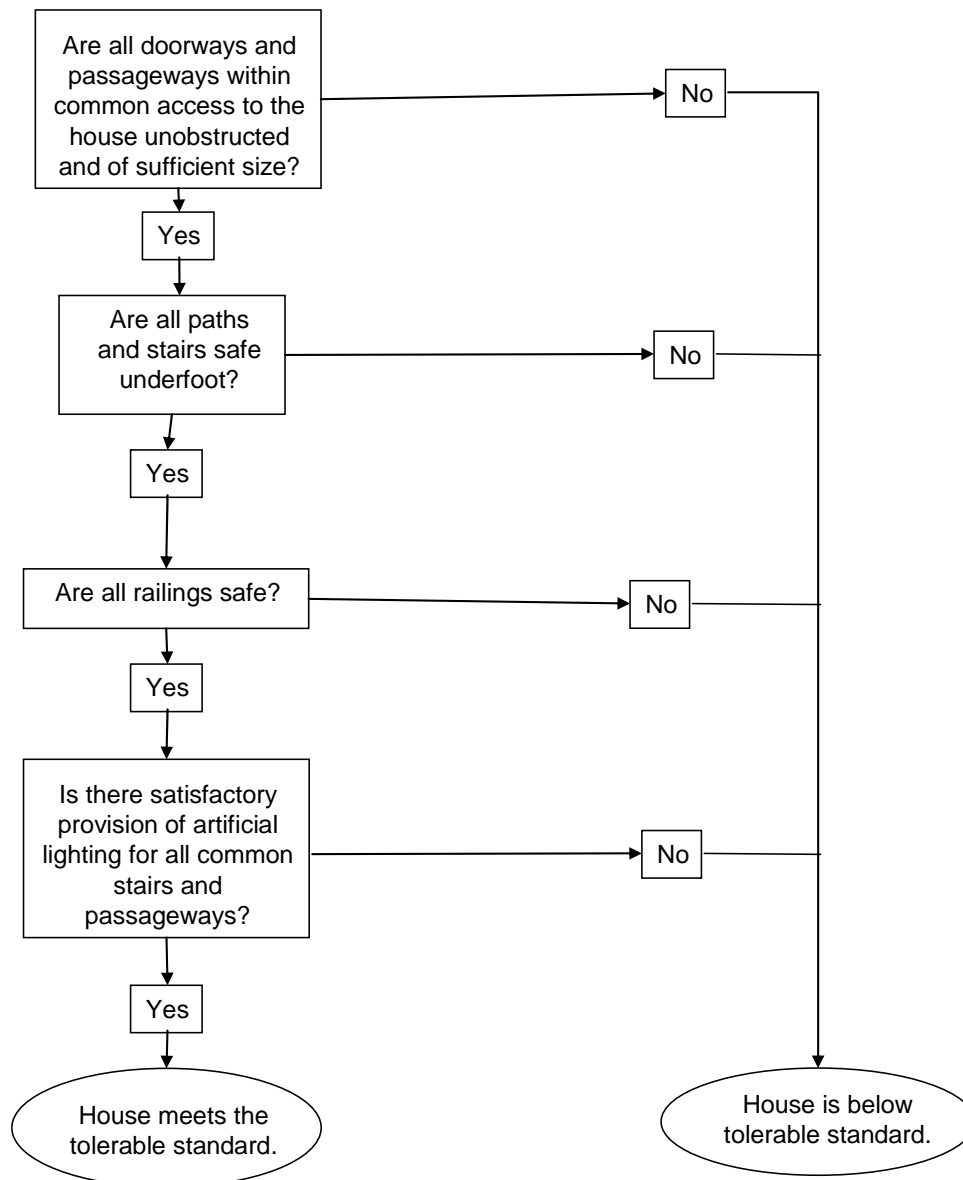 Are all doorways and
passageways within
common access to the
house unobstructed
and of sufficient size?
No
Yes
Are all paths
and stairs safe
underfoot?
No
Yes
Are all railings safe?
No
Yes
Is there satisfactory
provision of artificial
lighting for all common
stairs and
passageways?
No
Yes
House meets the
tolerable standard.
House is below
tolerable standard.